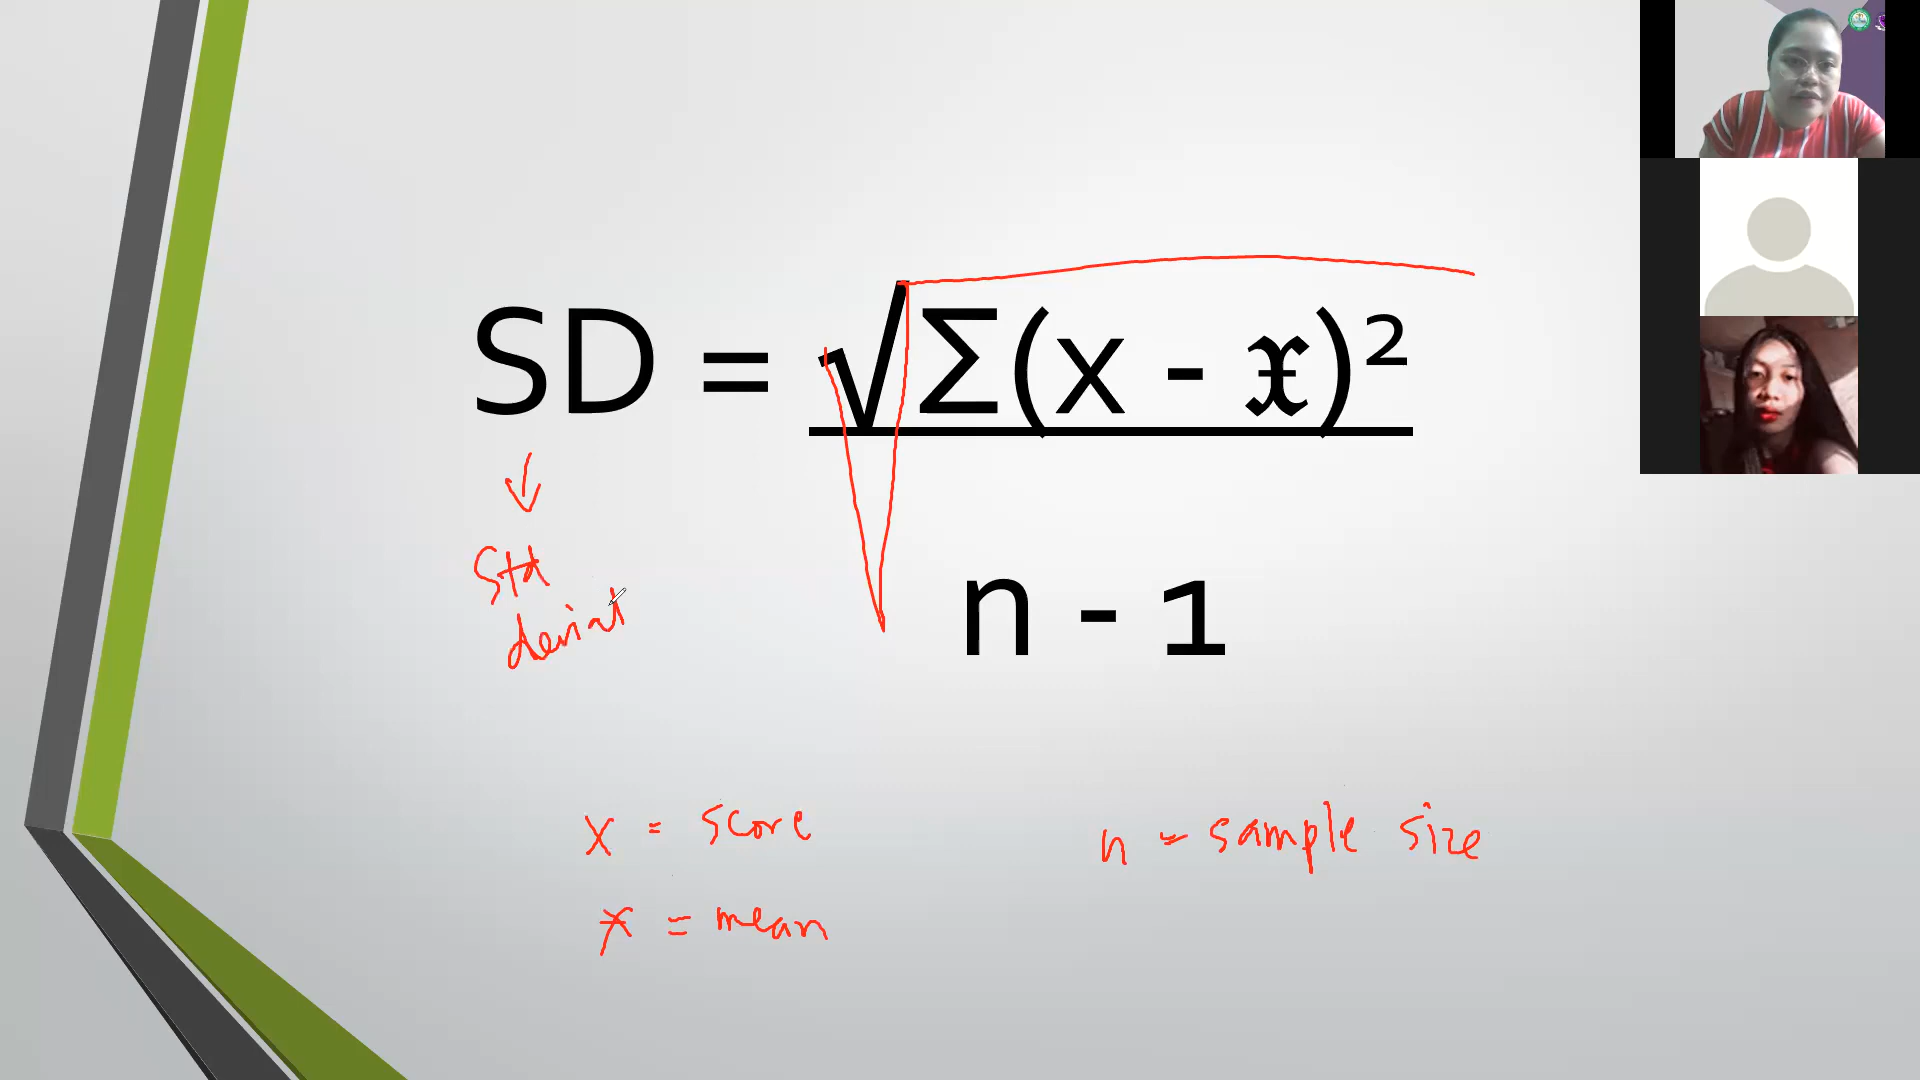 SD = √Σ(x - 𝖝)²
n - 1
Std
deviat
x = score
n = sample size
x = mean